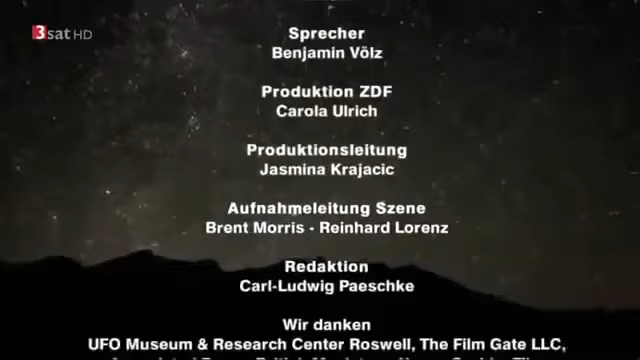 3sat HD
Sprecher
Benjamin Völz
Produktion ZDF
Carola Ulrich
Produktionsleitung
Jasmina Krajacic
Aufnahmeleitung Szene
Brent Morris - Reinhard Lorenz
Redaktion
Carl-Ludwig Paeschke
Wir danken
UFO Museum & Research Center Roswell, The Film Gate LLC,